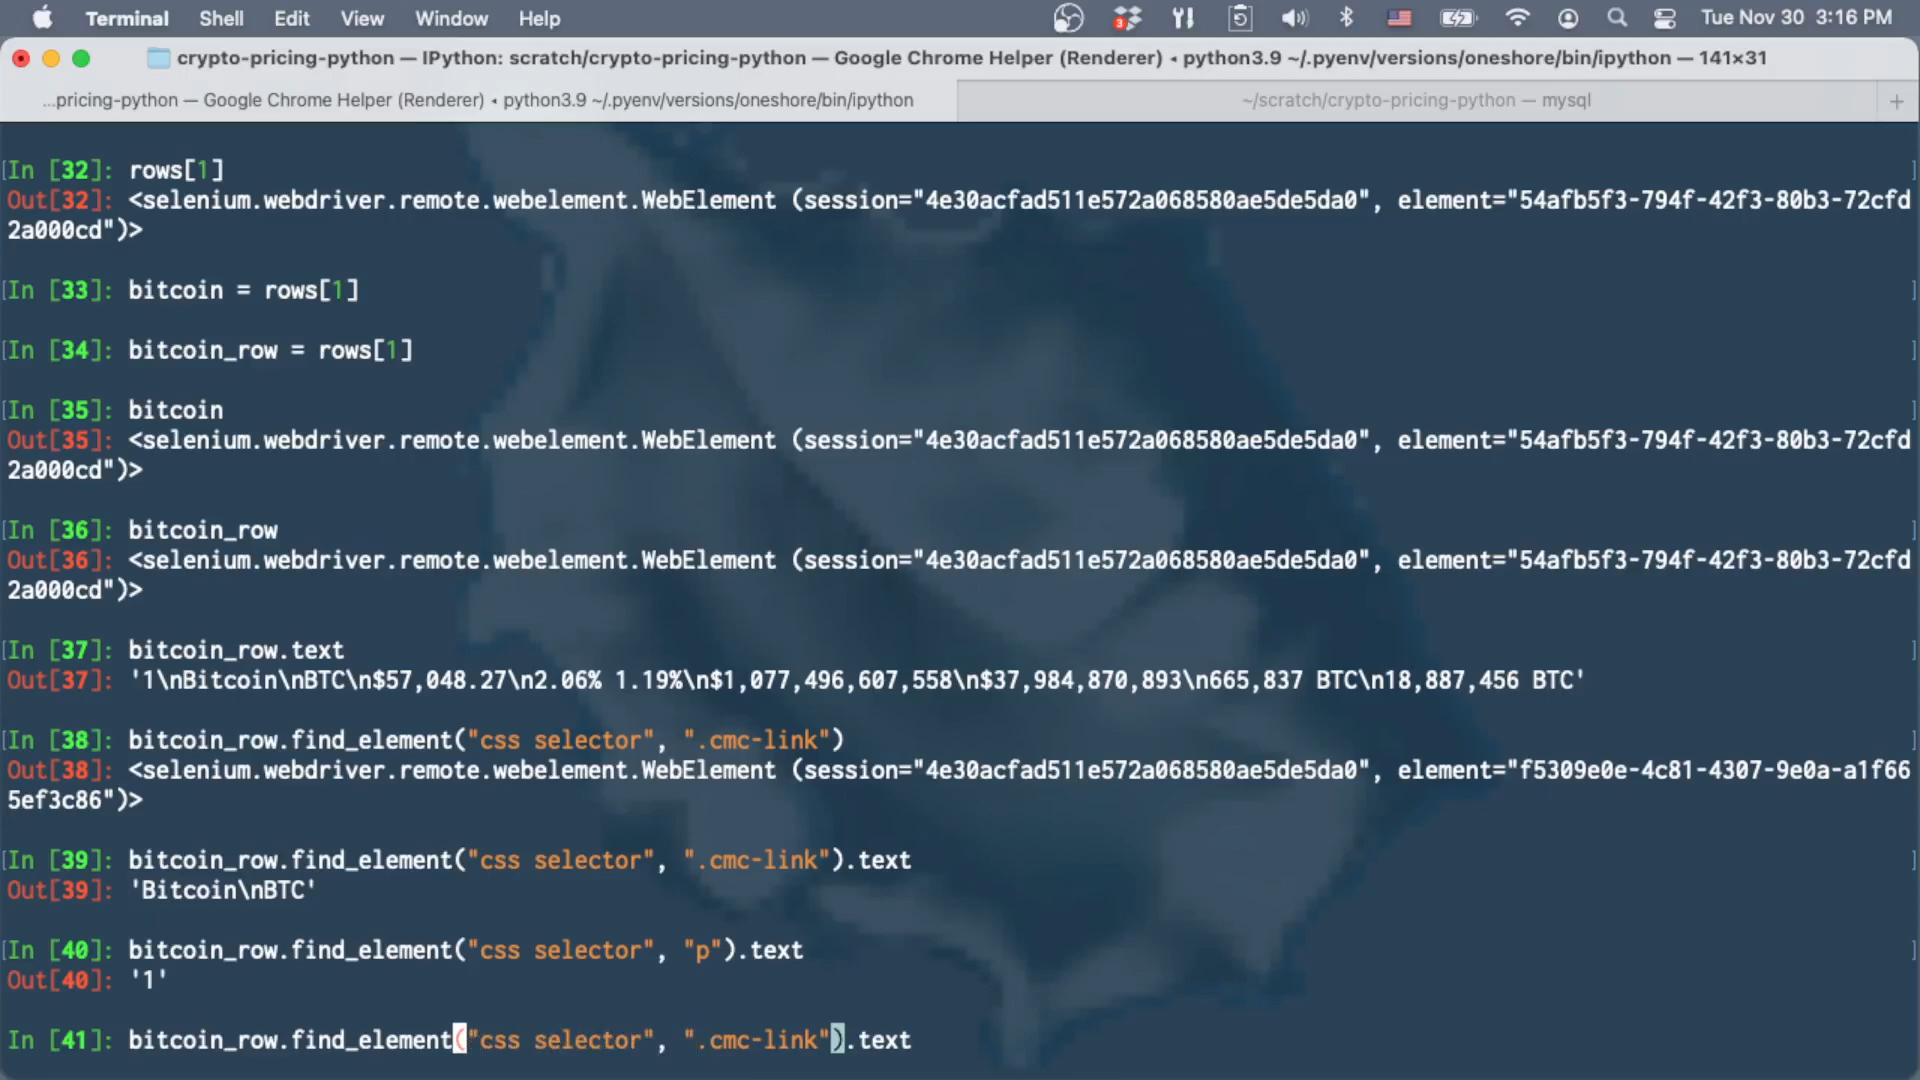 Terminal Shell Edit View Window Help 3 Tue Nov 30 3:16 PM
crypto-pricing-python — IPython: scratch/crypto-pricing-python — Google Chrome Helper (Renderer) ◂ python3.9 ~/.pyenv/versions/oneshore/bin/ipython — 141×31
...pricing-python — Google Chrome Helper (Renderer) ◂ python3.9 ~/.pyenv/versions/oneshore/bin/ipython ~/scratch/crypto-pricing-python — mysql +
In [32]: rows[1]
Out[32]: <selenium.webdriver.remote.webelement.WebElement (session="4e30acfad511e572a068580ae5de5da0", element="54afb5f3-794f-42f3-80b3-72cfd
2a000cd")>
In [33]: bitcoin = rows[1]
In [34]: bitcoin_row = rows[1]
In [35]: bitcoin
Out[35]: <selenium.webdriver.remote.webelement.WebElement (session="4e30acfad511e572a068580ae5de5da0", element="54afb5f3-794f-42f3-80b3-72cfd
2a000cd")>
In [36]: bitcoin_row
Out[36]: <selenium.webdriver.remote.webelement.WebElement (session="4e30acfad511e572a068580ae5de5da0", element="54afb5f3-794f-42f3-80b3-72cfd
2a000cd")>
In [37]: bitcoin_row.text
Out[37]: '1\nBitcoin\nBTC\n$57,048.27\n2.06% 1.19%\n$1,077,496,607,558\n$37,984,870,893\n665,837 BTC\n18,887,456 BTC'
In [38]: bitcoin_row.find_element("css selector", ".cmc-link")
Out[38]: <selenium.webdriver.remote.webelement.WebElement (session="4e30acfad511e572a068580ae5de5da0", element="f5309e0e-4c81-4307-9e0a-a1f66
5ef3c86")>
In [39]: bitcoin_row.find_element("css selector", ".cmc-link").text
Out[39]: 'Bitcoin\nBTC'
In [40]: bitcoin_row.find_element("css selector", "p").text
Out[40]: '1'
In [41]: bitcoin_row.find_element("css selector", ".cmc-link").text